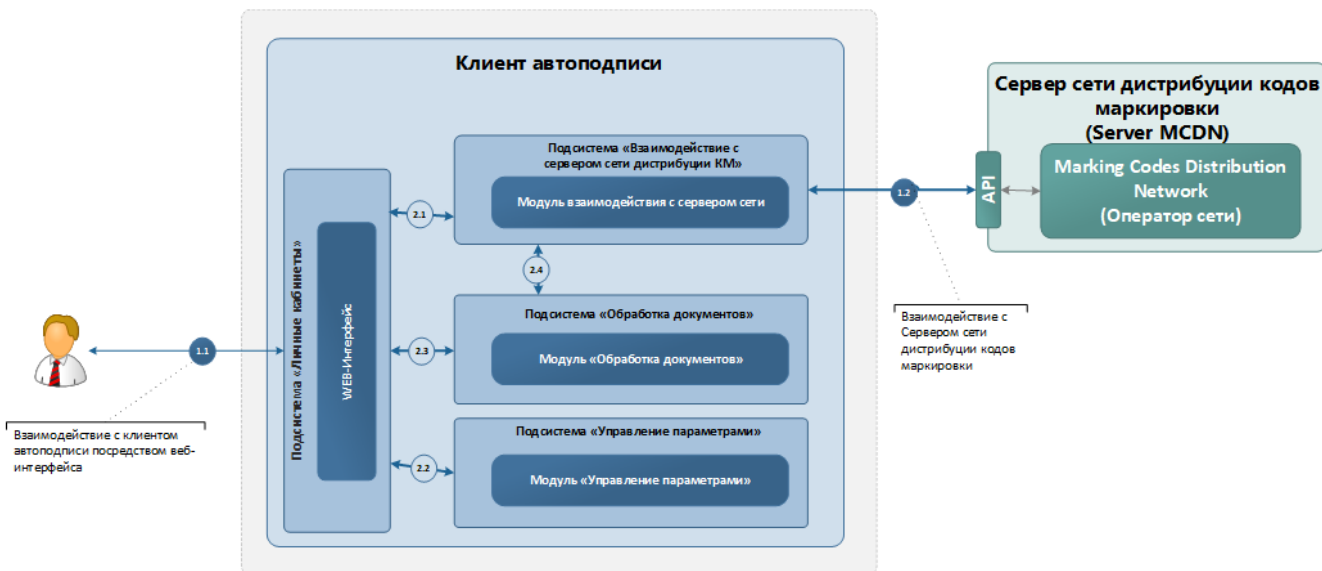 Клиент автоподписи
Сервер сети дистрибуции кодов
маркировки
(Server MCDN)
API
Marking Codes Distribution
Network
(Оператор сети)
Подсистема «Личные кабинеты»
WEB-Интерфейс
Подсистема «Взаимодействие с
сервером сети дистрибуции КМ»
Модуль взаимодействия с сервером сети
1.2
2.1
2.4
Подсистема «Обработка документов»
Модуль «Обработка документов»
2.3
1.1
Подсистема «Управление параметрами»
Модуль «Управление параметрами»
2.2
Взаимодействие с
Сервером сети
дистрибуции кодов
маркировки
Взаимодействие с клиентом
автоподписи посредством веб-
интерфейса